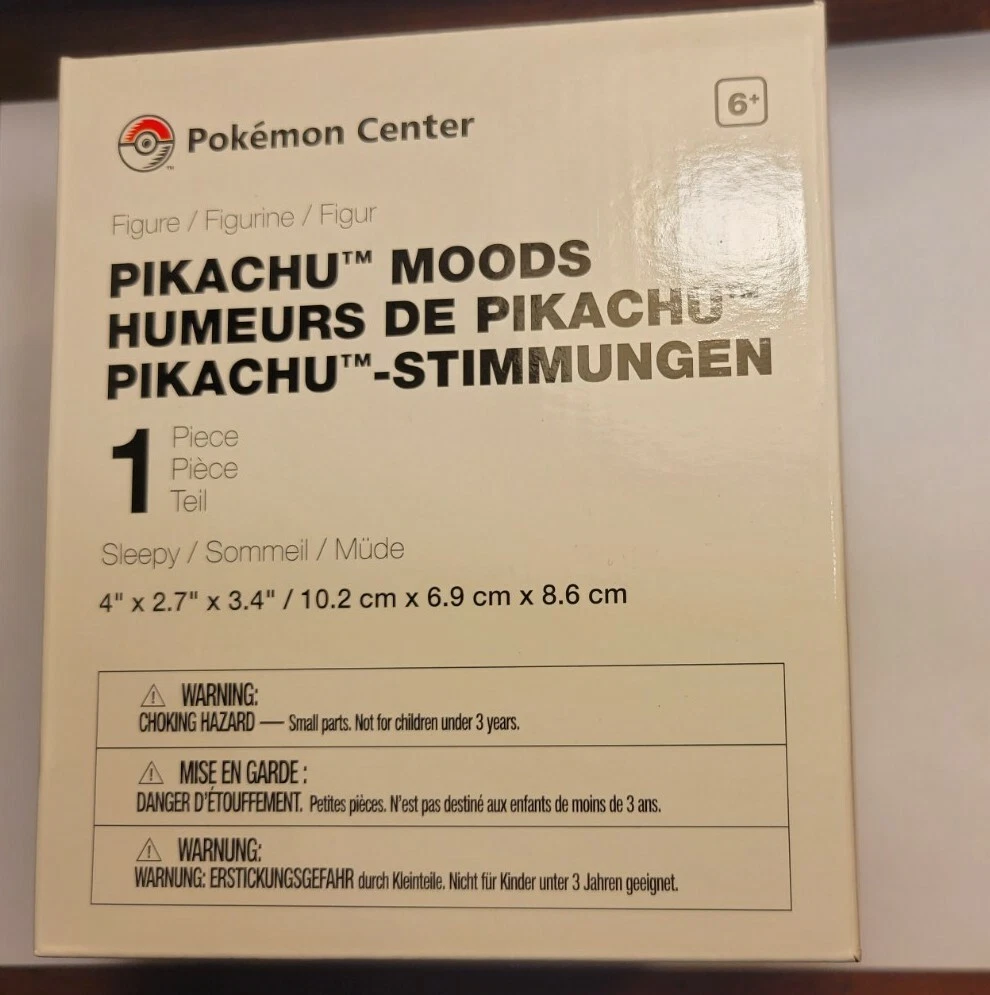 Pokémon Center
6+
Figure / Figurine / Figur
PIKACHU™ MOODS
HUMEURS DE PIKACHU™
PIKACHU™-STIMMUNGEN
1
Piece
Pièce
Teil
Sleepy / Sommeil / Müde
4" x 2.7" x 3.4" / 10.2 cm x 6.9 cm x 8.6 cm
WARNING:
CHOKING HAZARD — Small parts. Not for children under 3 years.
MISE EN GARDE :
DANGER D'ÉTOUFFEMENT. Petites pièces. N'est pas destiné aux enfants de moins de 3 ans.
WARNUNG:
WARNUNG: ERSTICKUNGSGEFAHR durch Kleinteile. Nicht für Kinder unter 3 Jahren geeignet.